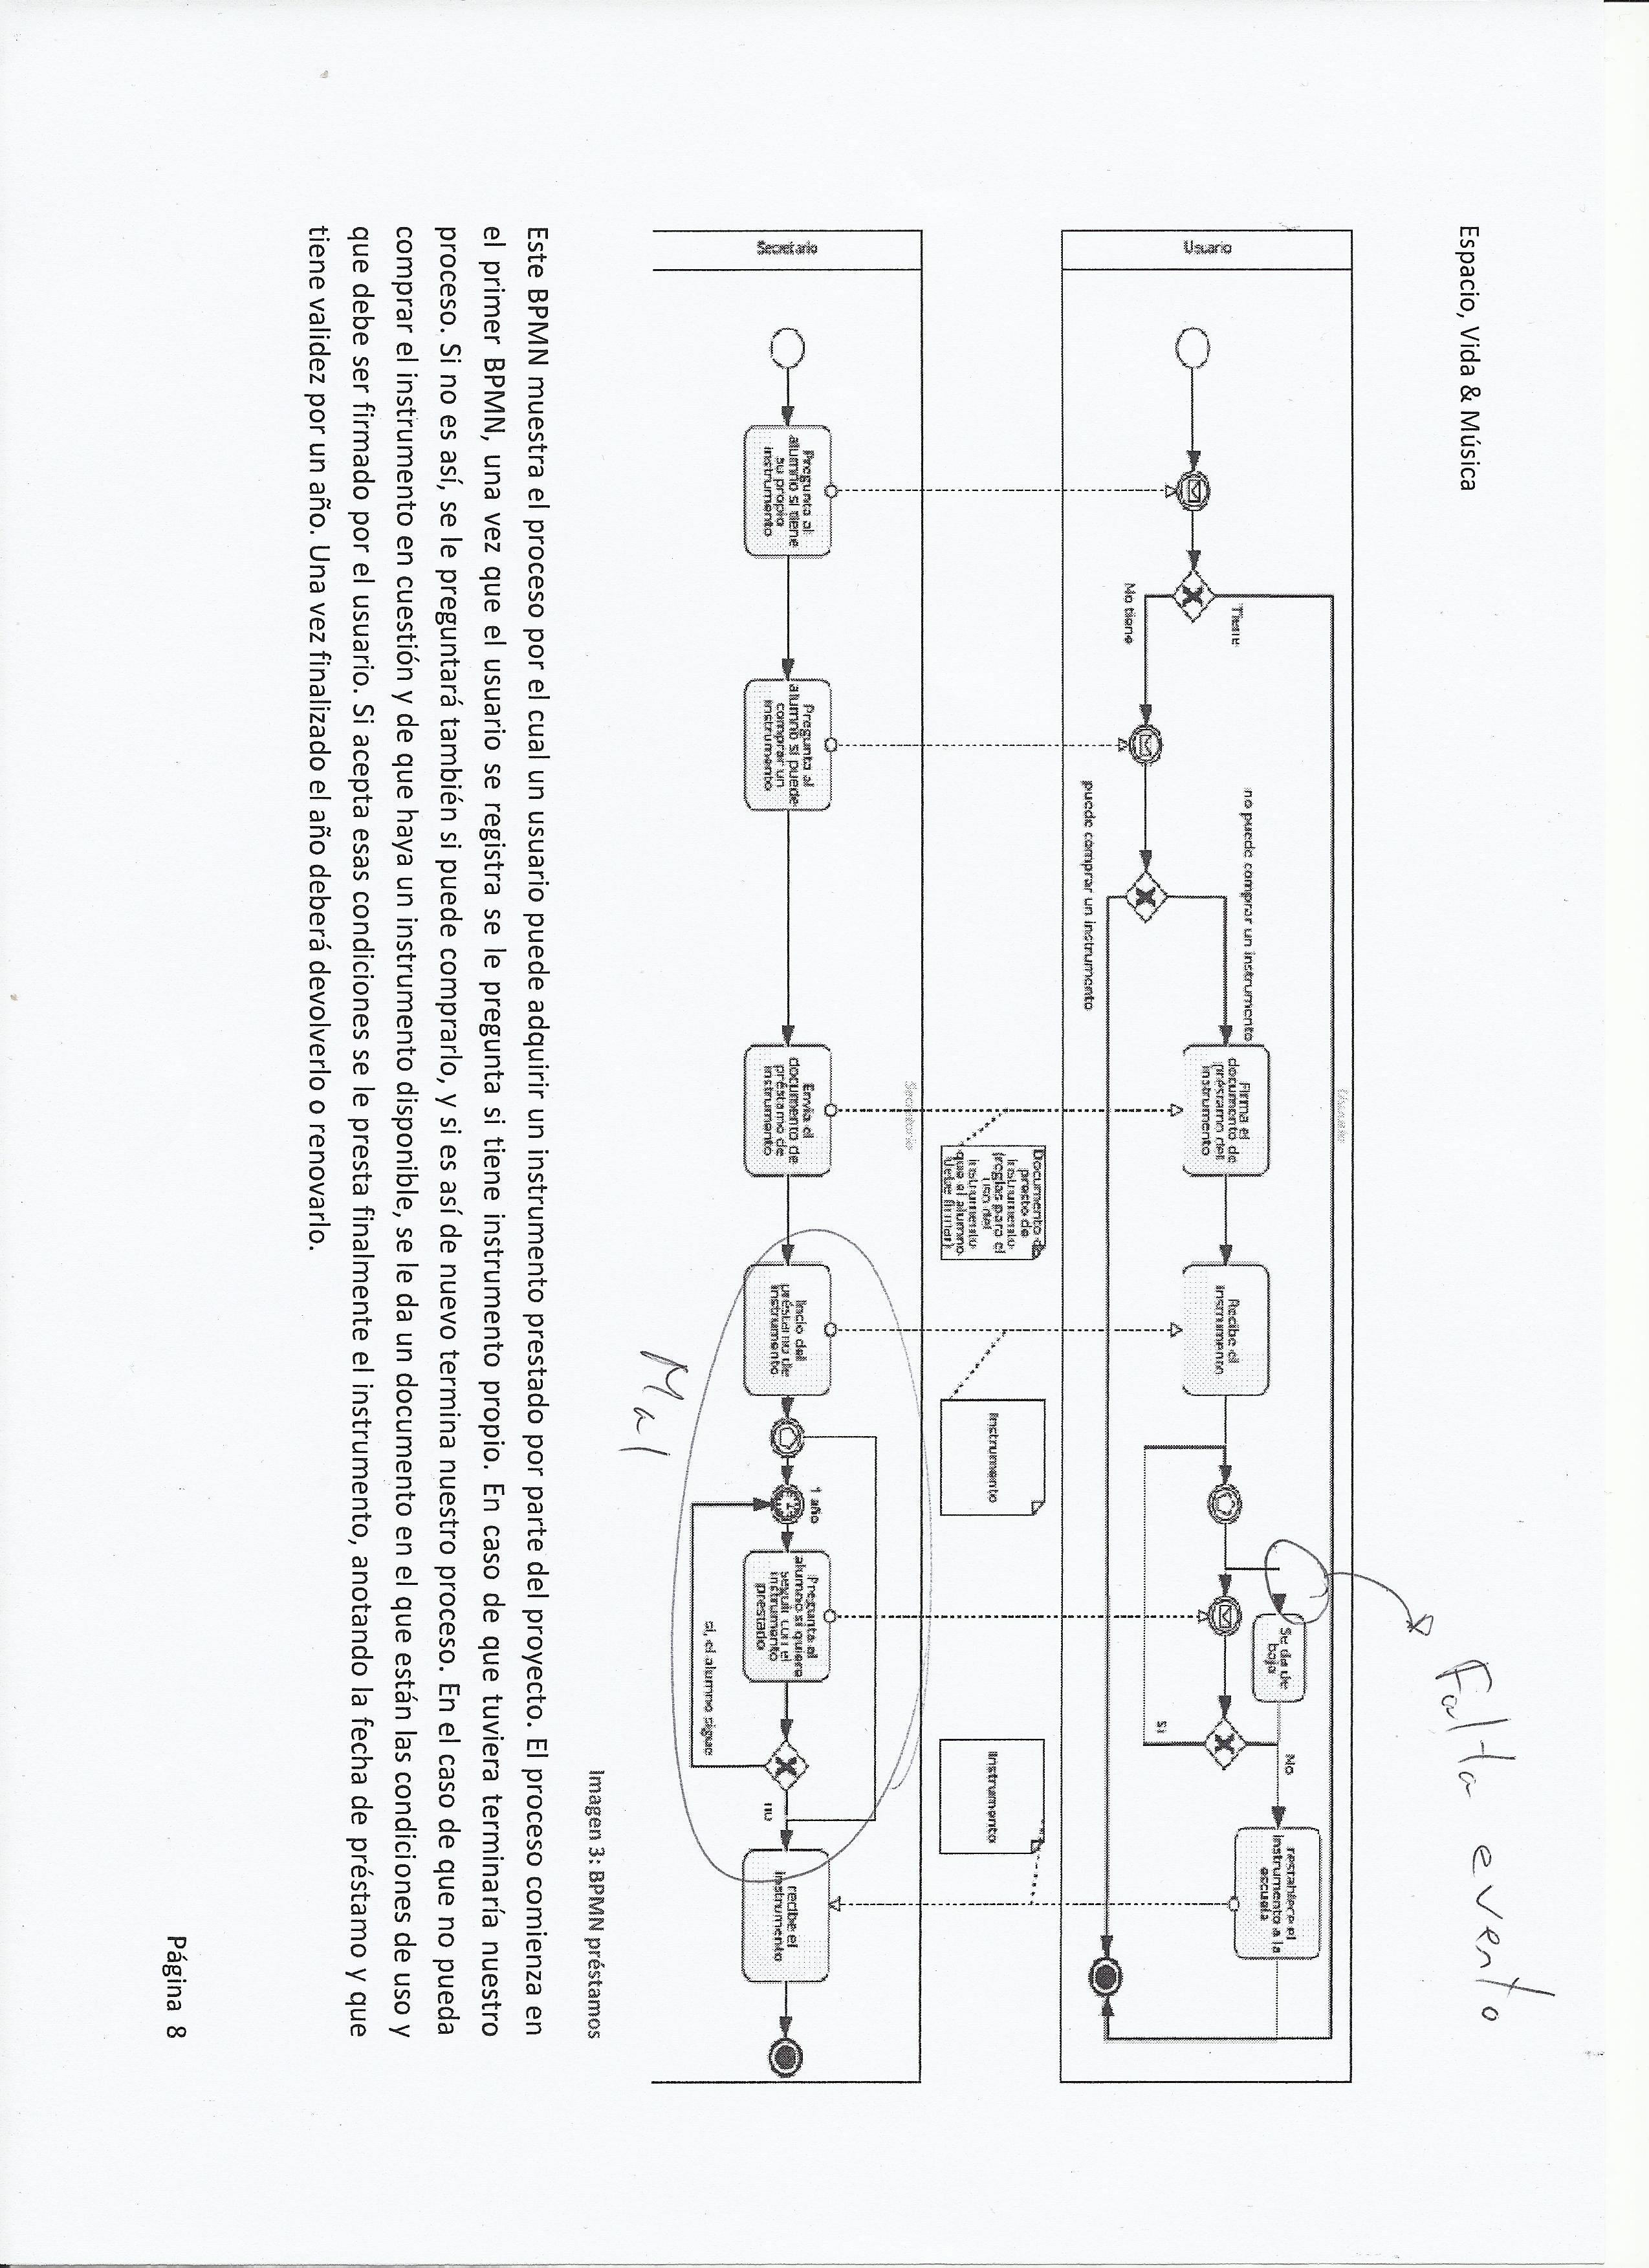 Espacio, Vida & Música
Falta evento
Usuario
Usuario
Tiene
No tiene
no puede comprar un instrumento
puede comprar un instrumento
Firma el
documento de
préstamo del
instrumento
Recibe el
instrumento
Se da de
baja
No
Si
restablece el
instrumento a la
escuela
Documento de
presto de
instrumento
(reglas para el
uso del
instrumento
que el alumno
debe firmar)
Instrumento
Instrumento
Secretario
Secretario
Pregunta al
alumno si tiene
su propio
instrumento
Pregunta al
alumno si puede
comprar un
instrumento
Envia el
documento de
préstamo de
instrumento
Incio del
préstamo de
instrumento
1 año
Pregunta al
alumno si quiere
seguir con el
instrumento
prestado
si, el alumno sigue
no
recibe el
instrumento
Mal
Imagen 3: BPMN préstamos
Este BPMN muestra el proceso por el cual un usuario puede adquirir un instrumento prestado por parte del proyecto. El proceso comienza en
el primer BPMN, una vez que el usuario se registra se le pregunta si tiene instrumento propio. En caso de que tuviera terminaría nuestro
proceso. Si no es así, se le preguntará también si puede comprarlo, y si es así de nuevo termina nuestro proceso. En el caso de que no pueda
comprar el instrumento en cuestión y de que haya un instrumento disponible, se le da un documento en el que están las condiciones de uso y
que debe ser firmado por el usuario. Si acepta esas condiciones se le presta finalmente el instrumento, anotando la fecha de préstamo y que
tiene validez por un año. Una vez finalizado el año deberá devolverlo o renovarlo.
Página 8